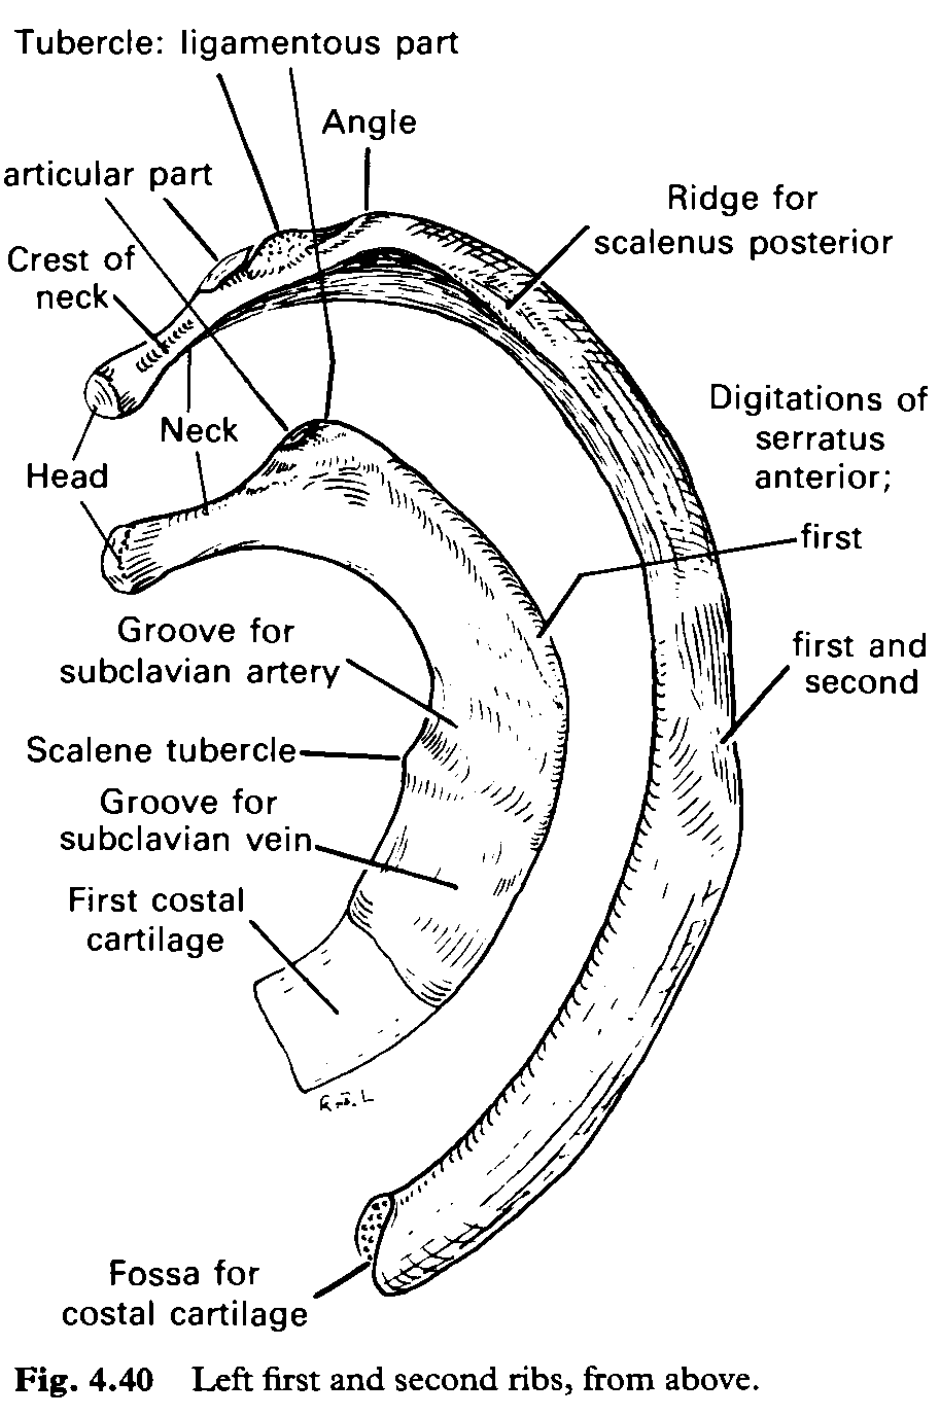 Tubercle: ligamentous part
Angle
articular part
Ridge for
scalenus posterior
Crest of
neck
Digitations of
serratus
anterior;
Neck
Head
first
Groove for
subclavian artery
first and
second
Scalene tubercle
Groove for
subclavian vein
First costal
cartilage
Fossa for
costal cartilage
Fig. 4.40 Left first and second ribs, from above.